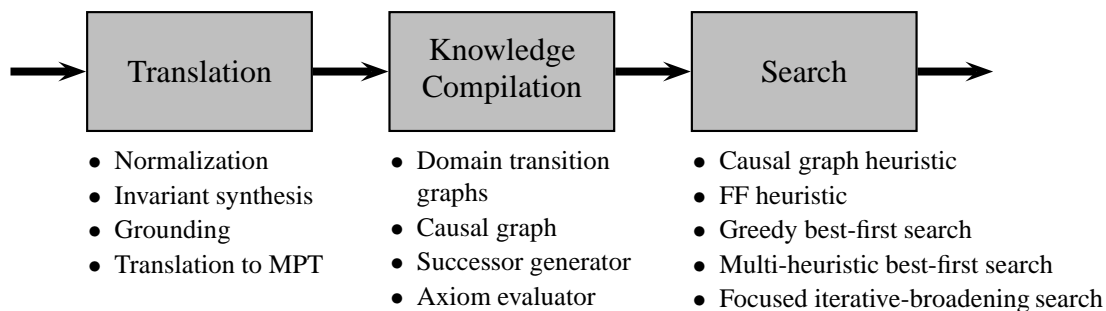 Translation
Knowledge
Compilation
Search
• Normalization
• Invariant synthesis
• Grounding
• Translation to MPT
• Domain transition
graphs
• Causal graph
• Successor generator
• Axiom evaluator
• Causal graph heuristic
• FF heuristic
• Greedy best-first search
• Multi-heuristic best-first search
• Focused iterative-broadening search